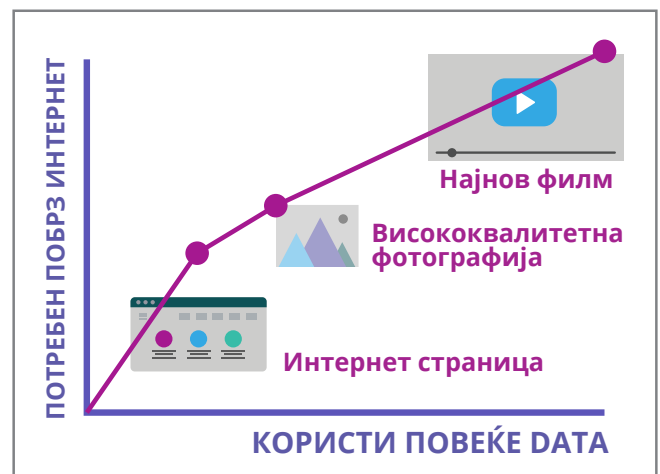 ПОТРЕБЕН ПОБРЗ ИНТЕРНЕТ
Најнов филм
Висококвалитетна
фотографија
Интернет страница
КОРИСТИ ПОВЕЌЕ DATA